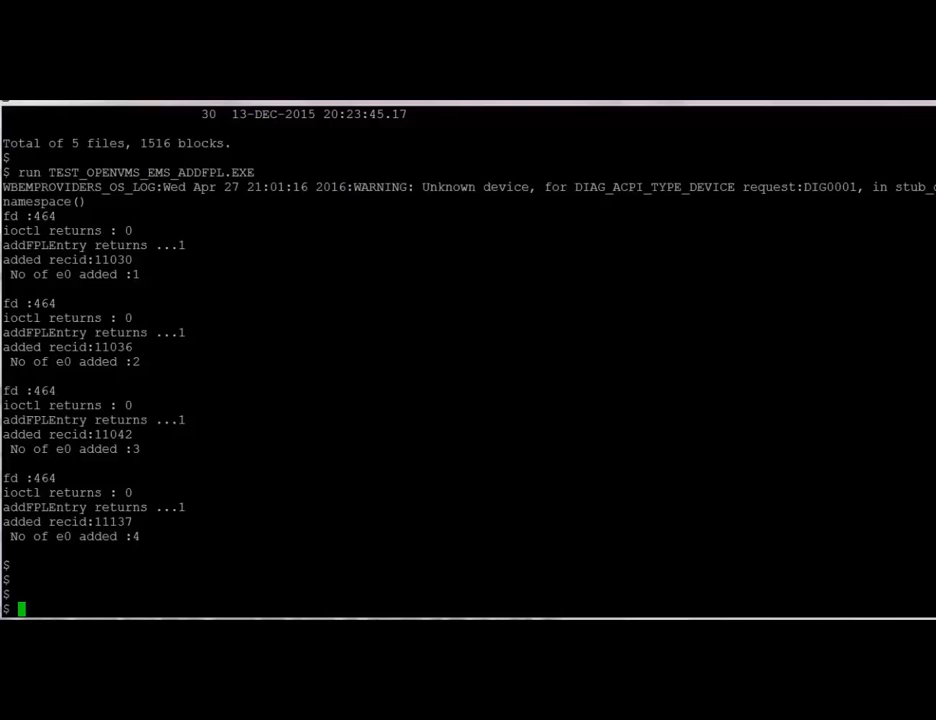 30 13-DEC-2015 20:23:45.17
Total of 5 files, 1516 blocks.
$
$ run TEST_OPENVMS_EMS_ADDFPL.EXE
WBEMPROVIDERS_OS_LOG:Wed Apr 27 21:01:16 2016:WARNING: Unknown device, for DIAG_ACPI_TYPE_DEVICE request:DIG0001, in stub_
namespace()
fd :464
ioctl returns : 0
addFPLEntry returns ...1
added recid:11030
No of e0 added :1
fd :464
ioctl returns : 0
addFPLEntry returns ...1
added recid:11036
No of e0 added :2
fd :464
ioctl returns : 0
addFPLEntry returns ...1
added recid:11042
No of e0 added :3
fd :464
ioctl returns : 0
addFPLEntry returns ...1
added recid:11137
No of e0 added :4
$
$
$
$